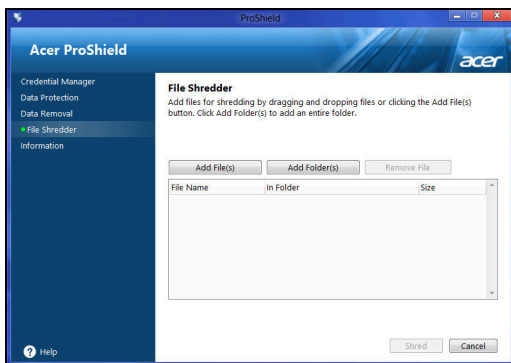 ProShield
Acer ProShield
acer
Credential Manager
Data Protection
Data Removal
File Shredder
Information
File Shredder
Add files for shredding by dragging and dropping files or clicking the Add File(s)
button. Click Add Folder(s) to add an entire folder.
Add File(s)
Add Folder(s)
Remove File
File Name
In Folder
Size
Shred
Cancel
? Help